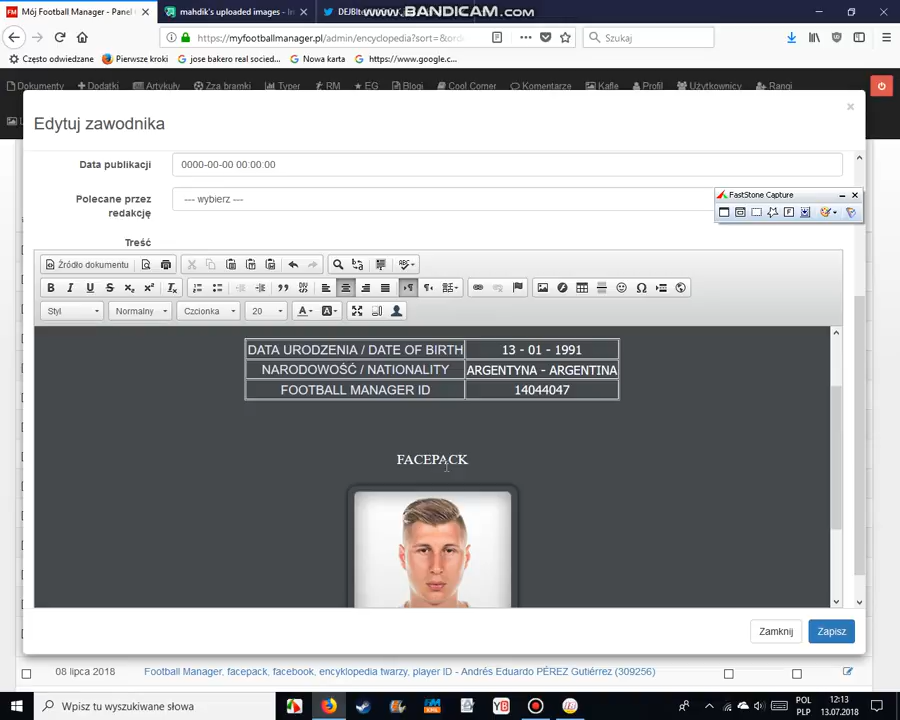 Mój Football Manager - Panel
mahdik's uploaded images - Im
DEJBIte
WWW.BANDICAM.COM
https://myfootballmanager.pl/admin/encyclopedia?sort=&ord
Szukaj
Często odwiedzane
Pierwsze kroki
jose bakero real socied...
Nowa karta
https://www.google.c...
Dokumenty
Dodatki
Artykuły
Zza bramki
Typer
RM
EG
Blogi
Cool Corner
Komentarze
Kafle
Profil
Użytkownicy
Rangi
Edytuj zawodnika
Data publikacji
0000-00-00 00:00:00
Polecane przez
redakcję
--- wybierz ---
FastStone Capture
Treść
Źródło dokumentu
Styl
Normalny
Czcionka
20
DATA URODZENIA / DATE OF BIRTH
13 - 01 - 1991
NARODOWOŚĆ / NATIONALITY
ARGENTYNA - ARGENTINA
FOOTBALL MANAGER ID
14044047
FACEPACK
Zamknij
Zapisz
08 lipca 2018
Football Manager, facepack, facebook, encyklopedia twarzy, player ID - Andrés Eduardo PÉREZ Gutiérrez (309256)
Wpisz tu wyszukiwane słowa
POL
PLP
12:13
13.07.2018